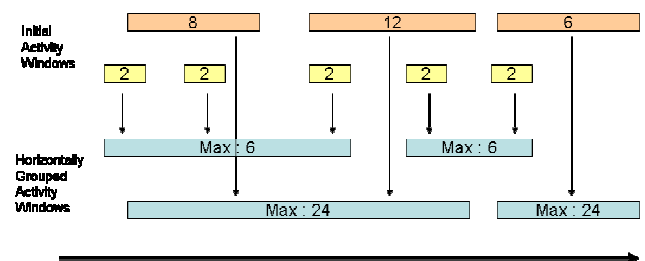 8 12 6
Initial
Activity
Windows
2 2 2 2 2
Max : 6 Max : 6
Horizontally
Grouped
Activity
Windows
Max : 24 Max : 24